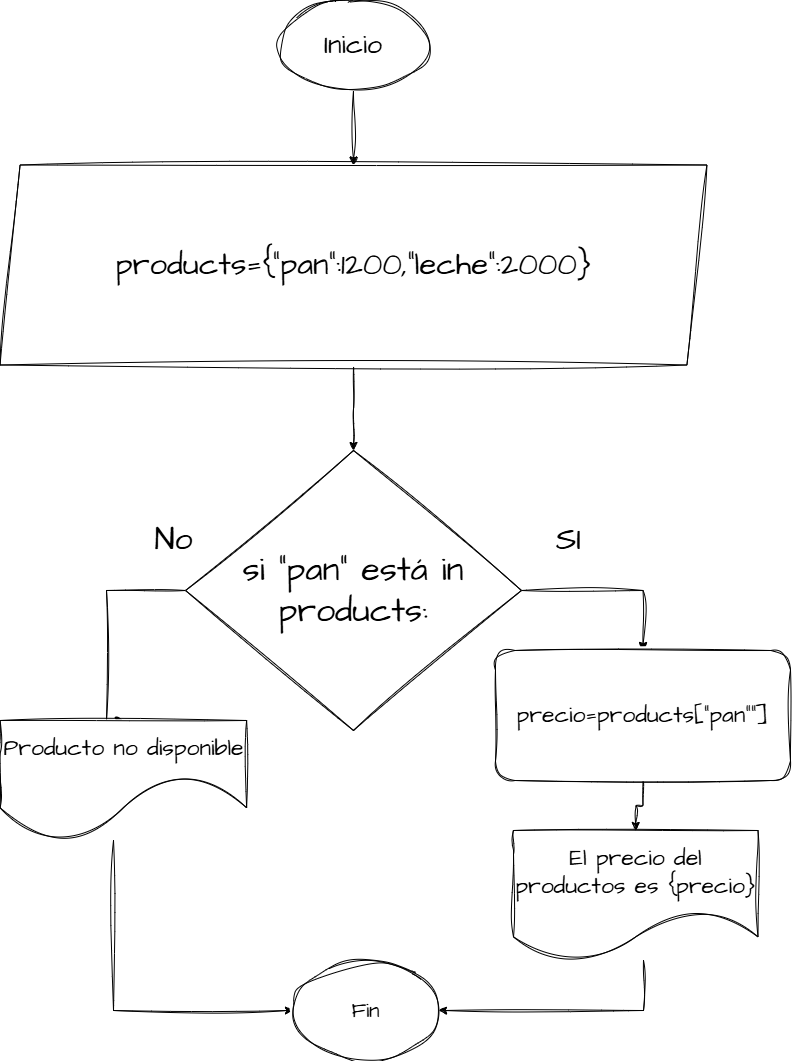 Inicio
products={"pan":1200,"leche":2000}
No
SI
si "pan" está in
products:
precio=products["pan""]
Producto no disponible
El precio del
productos es {precio}
Fin